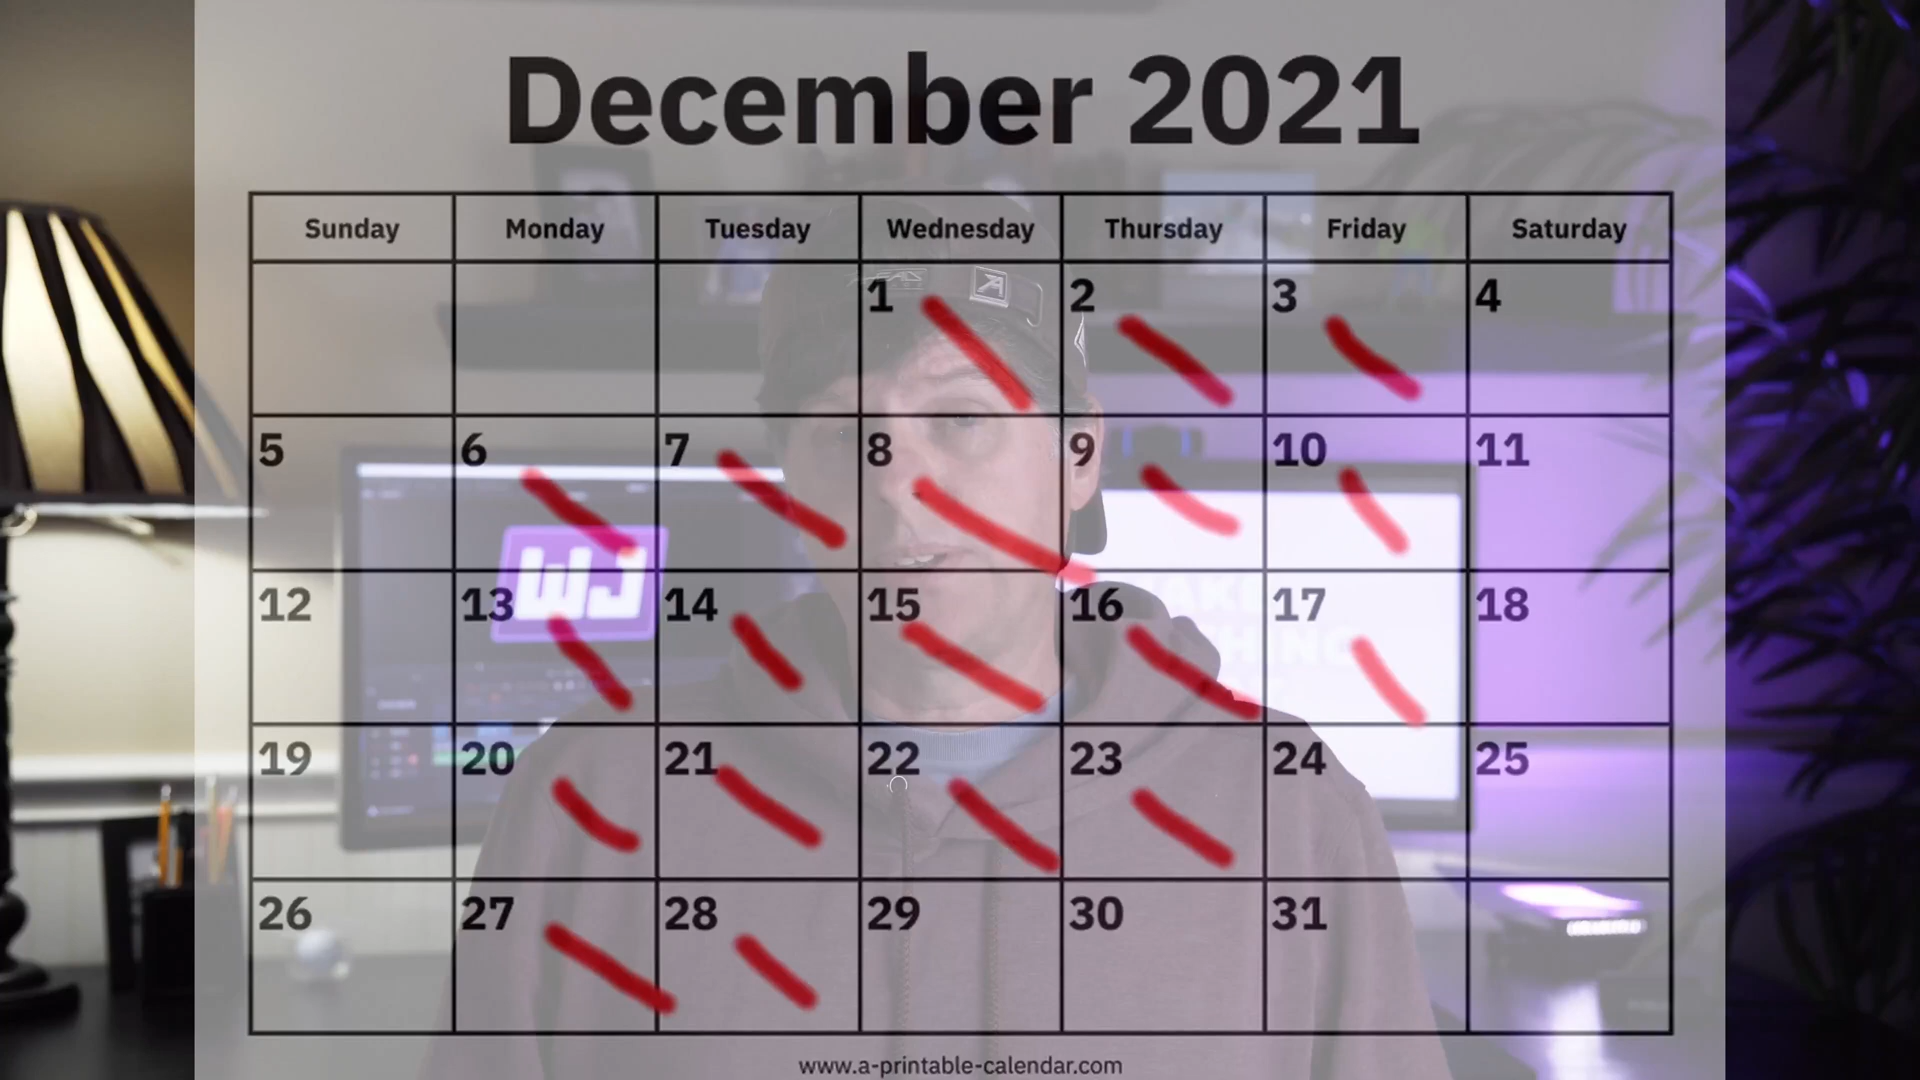 December 2021
Sunday Monday Tuesday Wednesday Thursday Friday Saturday
1 2 3 4
5 6 7 8 9 10 11
WJ
12 13 14 15 16 17 18
THING
19 20 21 22 23 24 25
26 27 28 29 30 31
www.a-printable-calendar.com